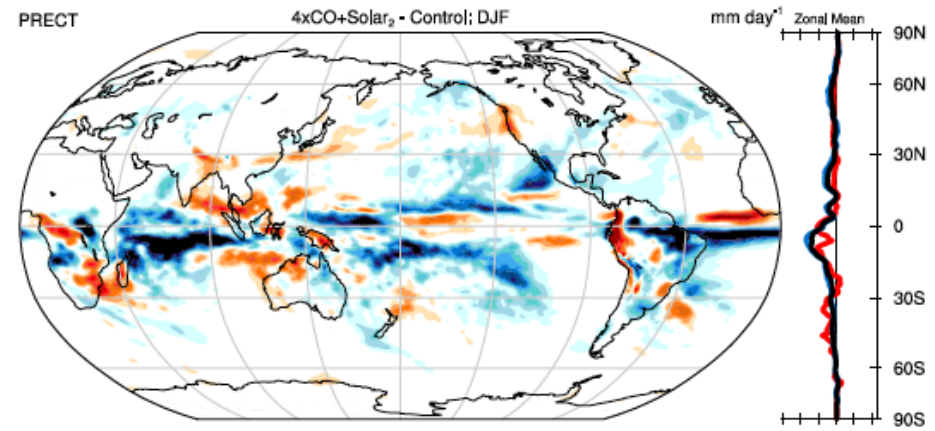 PRECT 4xCO+Solar₂ - Control; DJF mm day⁻¹ Zonal Mean
90N
60N
30N
0
30S
60S
90S